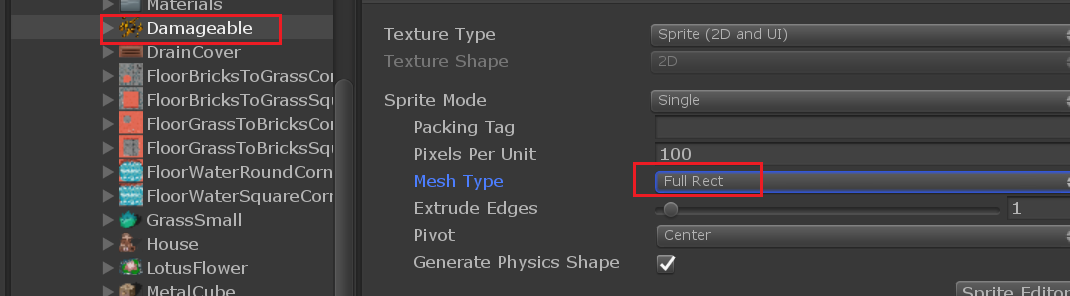 Materials
Damageable
DrainCover
FloorBricksToGrassCor
FloorBricksToGrassSqu
FloorGrassToBricksCor
FloorGrassToBricksSqu
FloorWaterRoundCorn
FloorWaterSquareCorn
GrassSmall
House
LotusFlower
MetalCube
Texture Type Sprite (2D and UI)
Texture Shape 2D
Sprite Mode Single
Packing Tag
Pixels Per Unit 100
Mesh Type Full Rect
Extrude Edges 1
Pivot Center
Generate Physics Shape
Sprite Editor